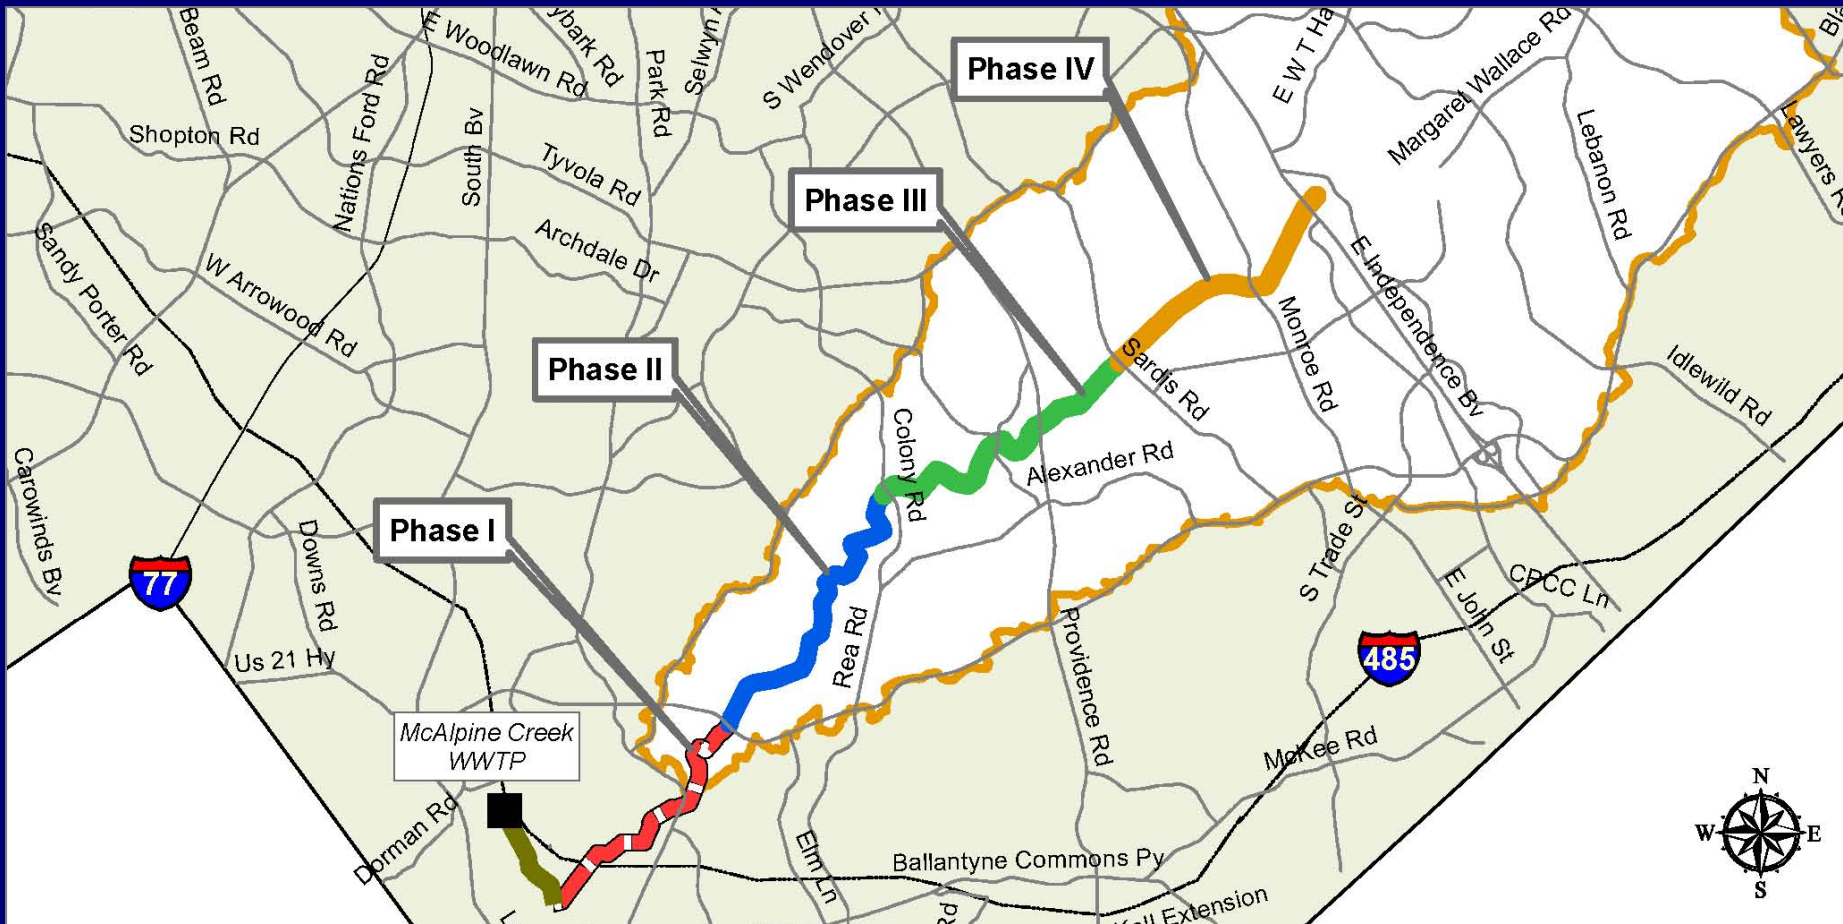 Beam Rd
E Woodlawn Rd
Park Rd
S Wendover
Phase IV
E W T Ha
Margaret Wallace Rd
Shopton Rd
Nations Ford Rd
South Bv
Tyvola Rd
Phase III
Lebanon Rd
Lawyers
Sandy Porter Rd
W Arrowood Rd
Archdale Dr
E Independence Bv
Phase II
Monroe Rd
Sardis Rd
Idlewild Rd
Colony Rd
Alexander Rd
Carowinds Bv
Phase I
Downs Rd
77
S Trade St
CPCC Ln
E John St
Us 21 Hy
Rea Rd
Providence Rd
485
McAlpine Creek
WWTP
McKee Rd
Dorman Rd
Elm Ln
Ballantyne Commons Py
Rd
Extension
N
W
E
S